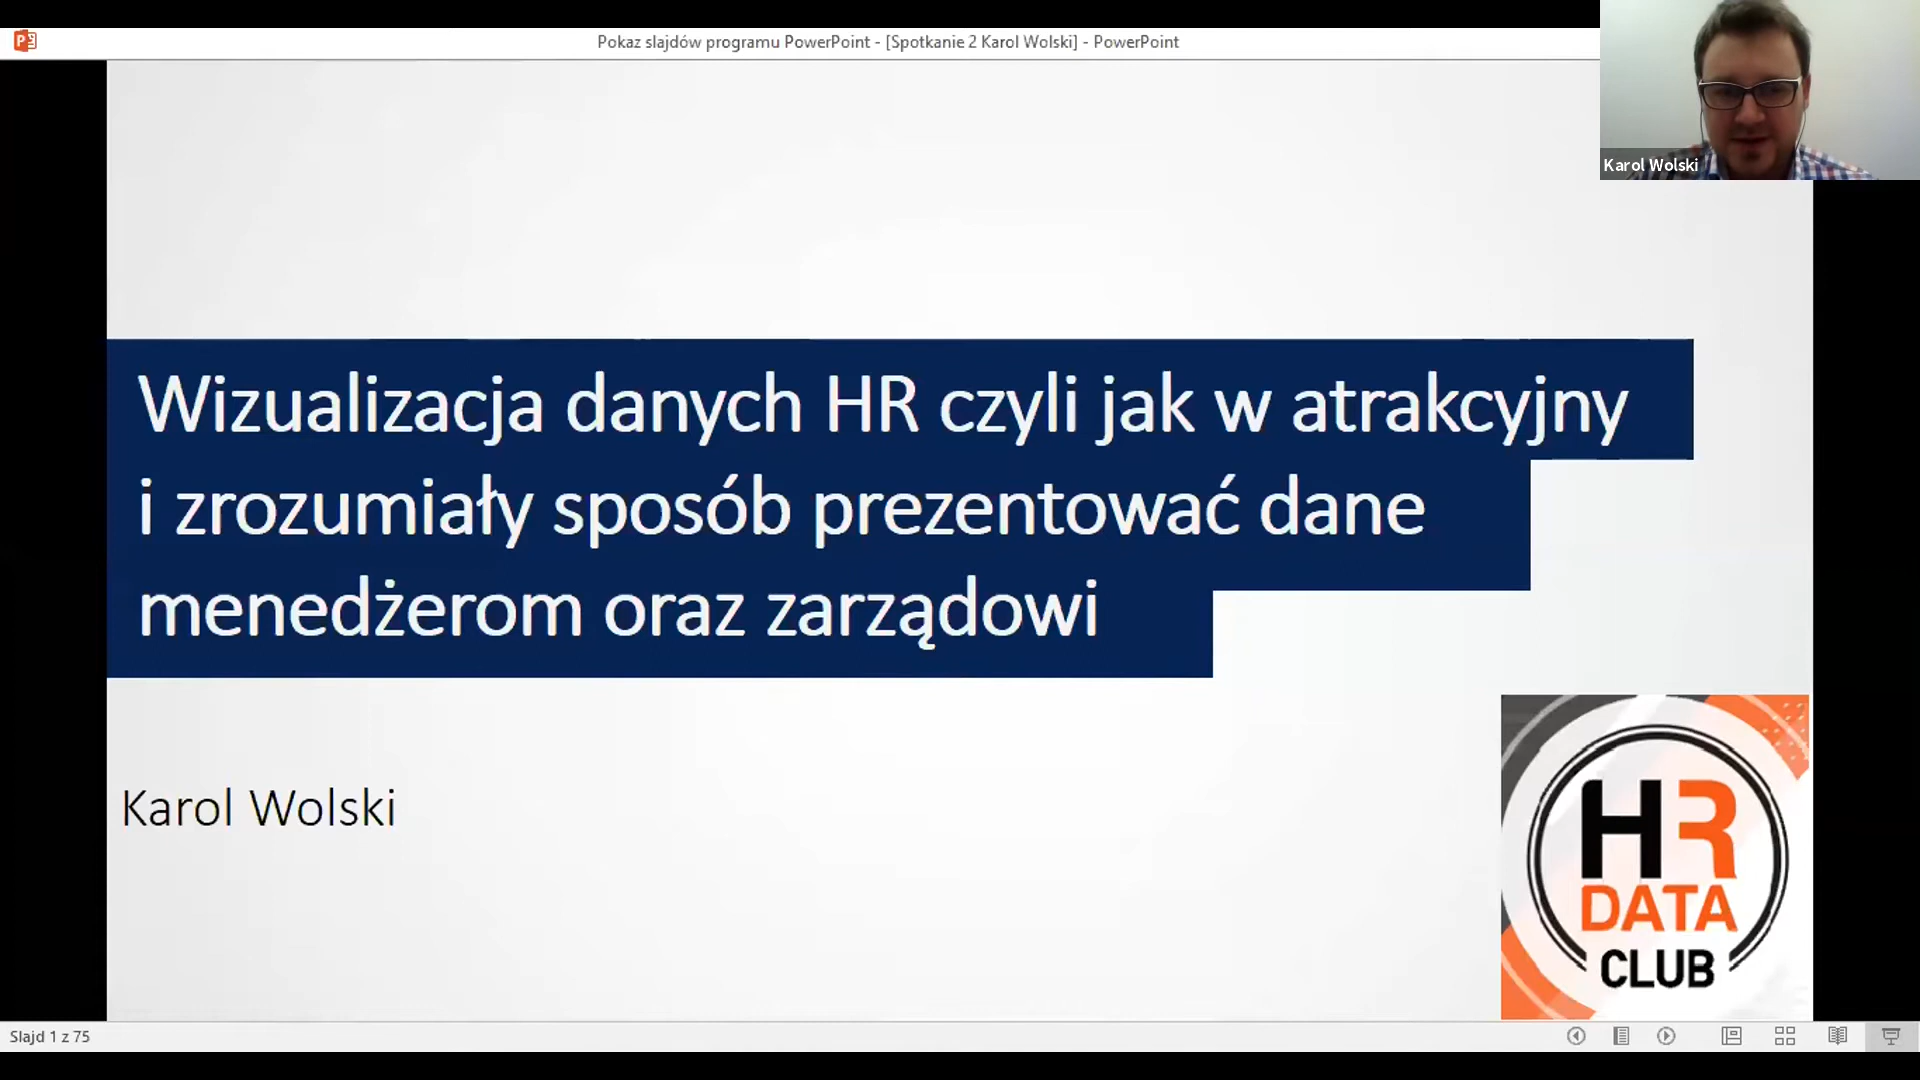 Pokaz slajdów programu PowerPoint - [Spotkanie 2 Karol Wolski] - PowerPoint
Karol Wolski
Wizualizacja danych HR czyli jak w atrakcyjny
i zrozumiały sposób prezentować dane
menedżerom oraz zarządowi
Karol Wolski
HR
DATA
CLUB
Slajd 1 z 75